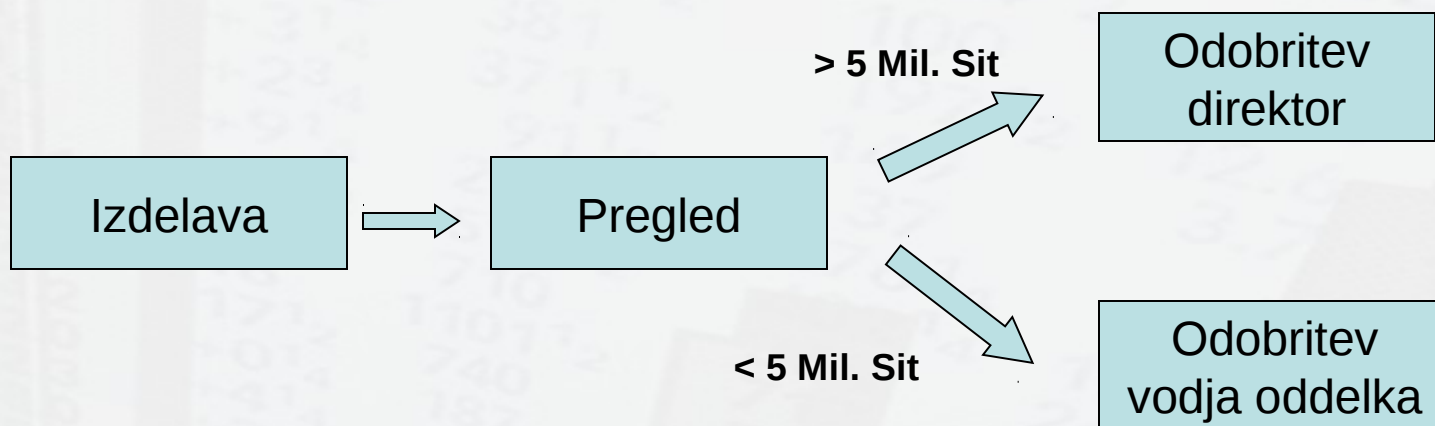 Izdelava
Pregled
> 5 Mil. Sit
Odobritev
direktor
< 5 Mil. Sit
Odobritev
vodja oddelka